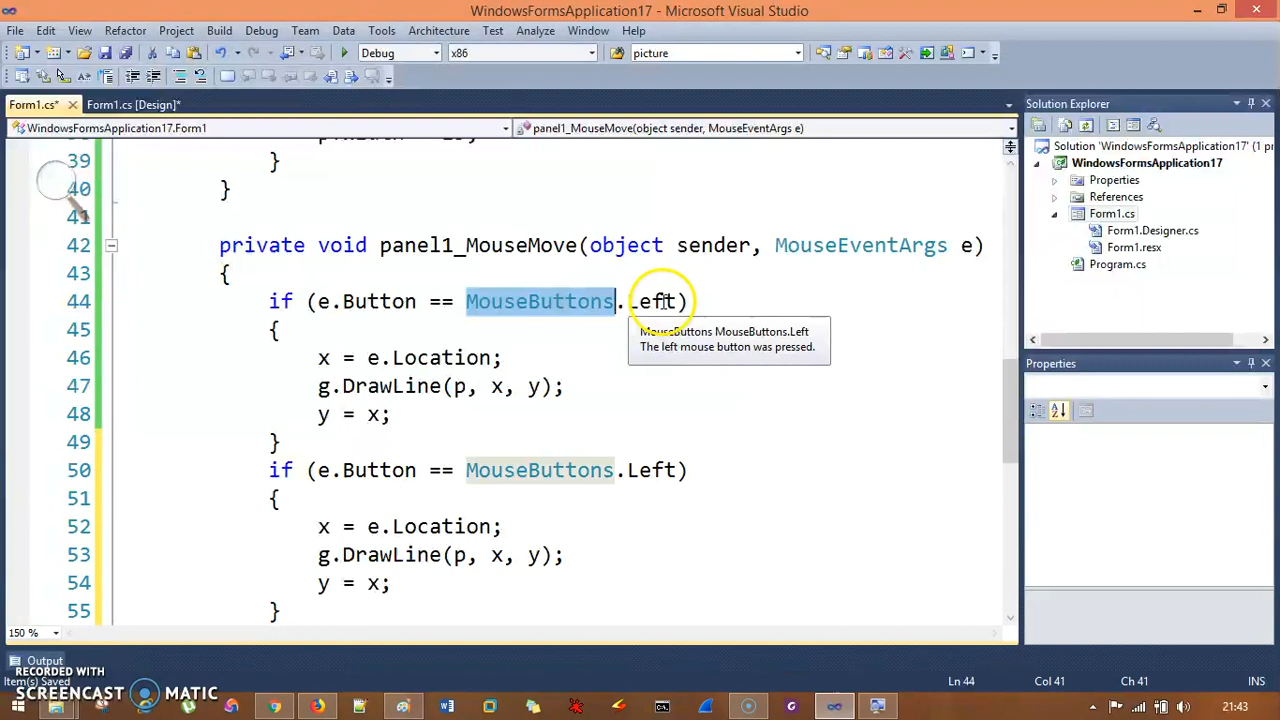 WindowsFormsApplication17 - Microsoft Visual Studio
File Edit View Refactor Project Build Debug Team Data Tools Architecture Test Analyze Window Help
Debug x86 picture
Form1.cs* Form1.cs [Design]*
WindowsFormsApplication17.Form1 panel1_MouseMove(object sender, MouseEventArgs e)
39 }
40 }
41
42 private void panel1_MouseMove(object sender, MouseEventArgs e)
43 {
44 if (e.Button == MouseButtons.Left)
45 {
46 x = e.Location;
47 g.DrawLine(p, x, y);
48 y = x;
49 }
50 if (e.Button == MouseButtons.Left)
51 {
52 x = e.Location;
53 g.DrawLine(p, x, y);
54 y = x;
55 }
MouseButtons MouseButtons.Left
The left mouse button was pressed.
150 %
Solution Explorer
Solution 'WindowsFormsApplication17' (1 pr
WindowsFormsApplication17
Properties
References
Form1.cs
Form1.Designer.cs
Form1.resx
Program.cs
Properties
Output
Item(s) Saved
Ln 44 Col 41 Ch 41 INS
RECORDED WITH
SCREENCAST MATIC
21:43